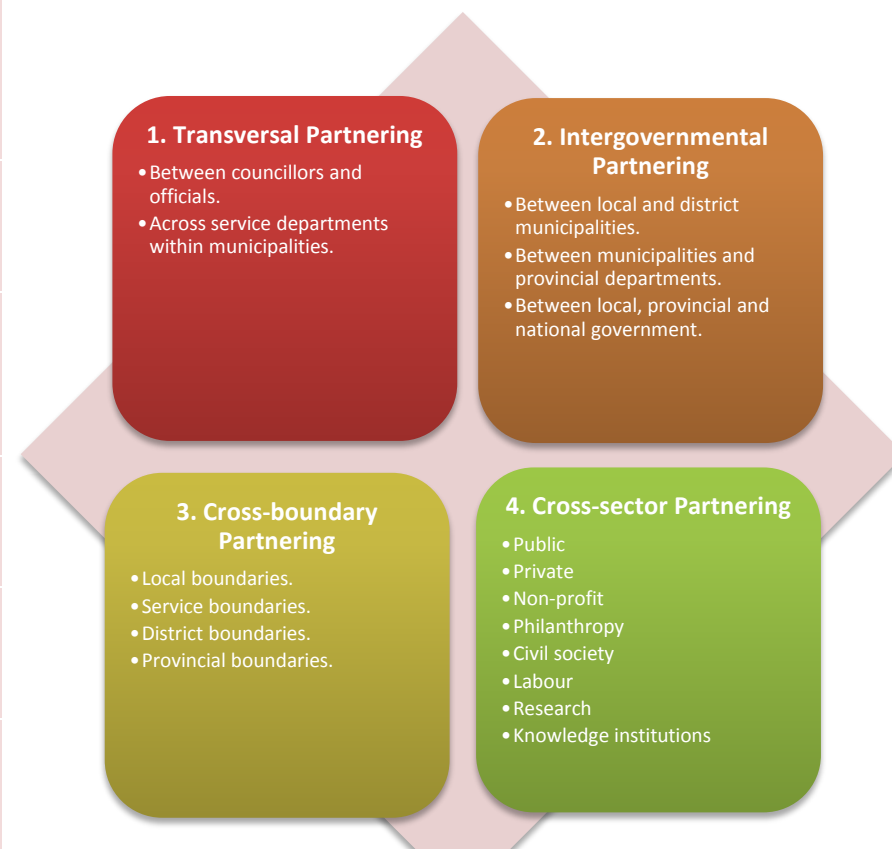 1. Transversal Partnering
•Between councillors and
officials.
•Across service departments
within municipalities.
2. Intergovernmental
Partnering
•Between local and district
municipalities.
•Between municipalities and
provincial departments.
•Between local, provincial and
national government.
3. Cross-boundary
Partnering
•Local boundaries.
•Service boundaries.
•District boundaries.
•Provincial boundaries.
4. Cross-sector Partnering
•Public
•Private
•Non-profit
•Philanthropy
•Civil society
•Labour
•Research
•Knowledge institutions